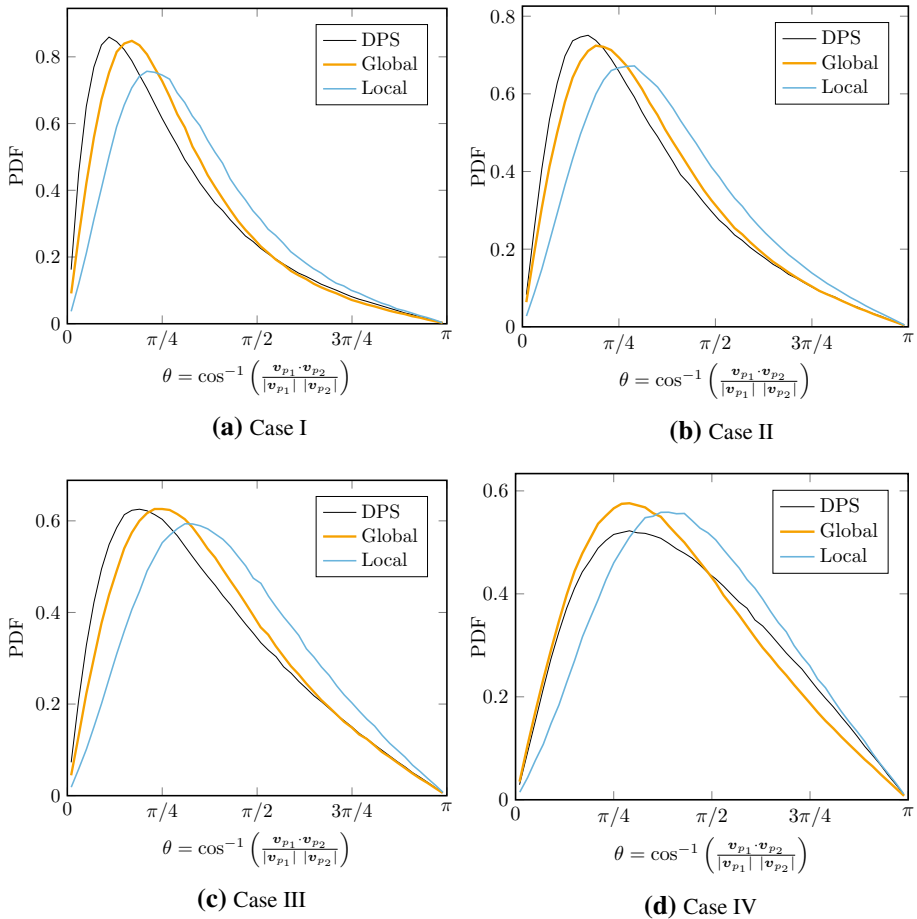 0.8
0.6
0.4
0.2
0
PDF
DPS
Global
Local
0 π/4 π/2 3π/4 π
θ = cos⁻¹ (v_{p₁} · v_{p₂} / |v_{p₁}| |v_{p₂}|)
(a) Case I
0.8
0.6
0.4
0.2
0
PDF
DPS
Global
Local
0 π/4 π/2 3π/4 π
θ = cos⁻¹ (v_{p₁} · v_{p₂} / |v_{p₁}| |v_{p₂}|)
(b) Case II
0.6
0.4
0.2
0
PDF
DPS
Global
Local
0 π/4 π/2 3π/4 π
θ = cos⁻¹ (v_{p₁} · v_{p₂} / |v_{p₁}| |v_{p₂}|)
(c) Case III
0.6
0.4
0.2
0
PDF
DPS
Global
Local
0 π/4 π/2 3π/4 π
θ = cos⁻¹ (v_{p₁} · v_{p₂} / |v_{p₁}| |v_{p₂}|)
(d) Case IV